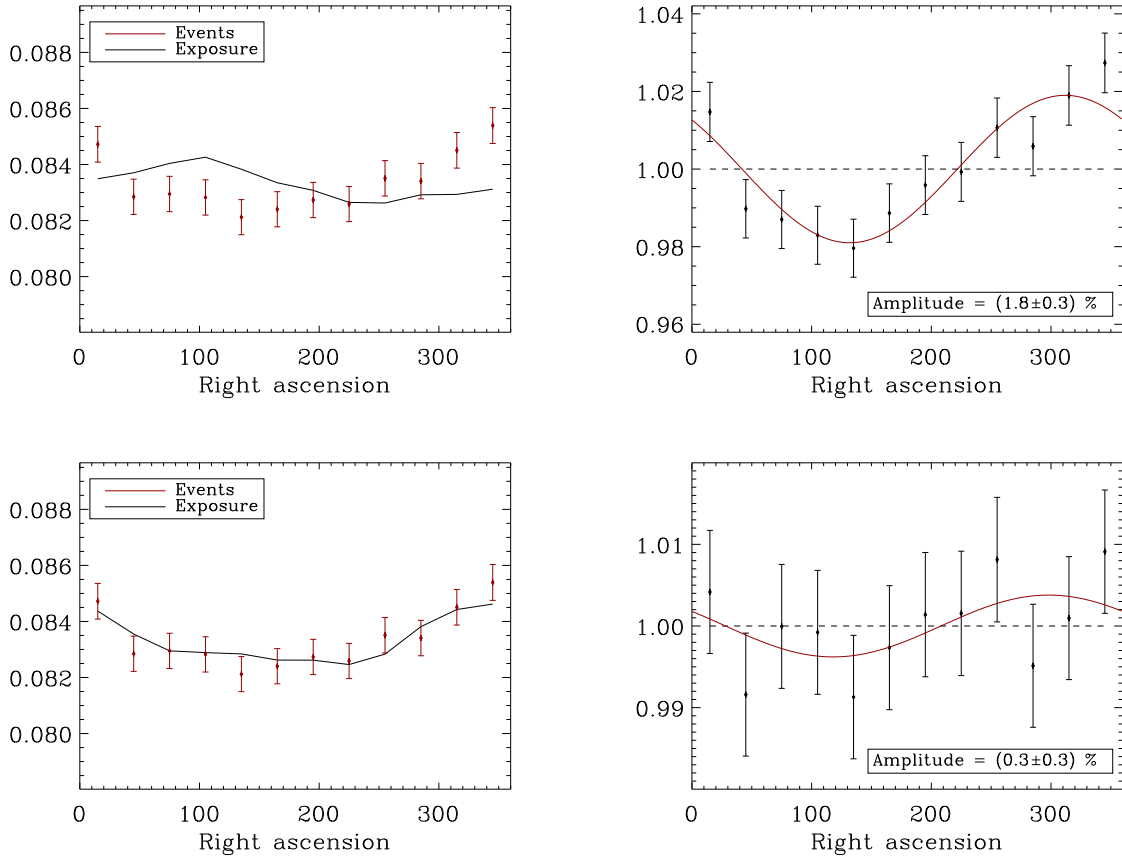 Events
Exposure
0.088
0.086
0.084
0.082
0.080
0 100 200 300
Right ascension
1.04
1.02
1.00
0.98
0.96
Amplitude = (1.8±0.3) %
0 100 200 300
Right ascension
Events
Exposure
0.088
0.086
0.084
0.082
0.080
0 100 200 300
Right ascension
1.01
1.00
0.99
Amplitude = (0.3±0.3) %
0 100 200 300
Right ascension